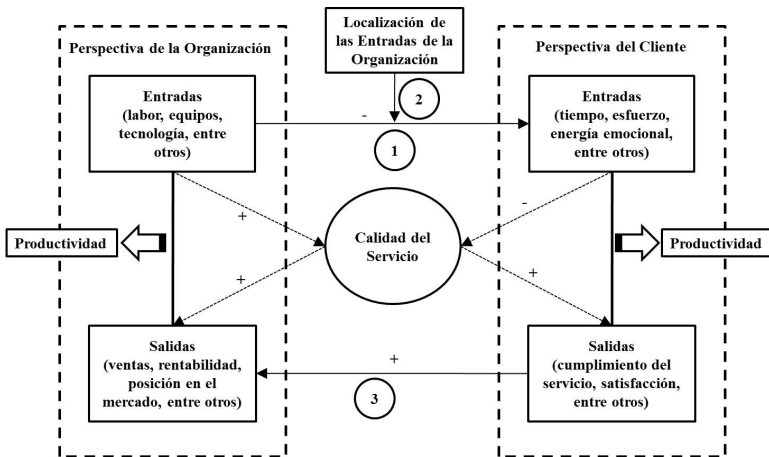 Localización de
las Entradas de la
Organización
Perspectiva de la Organización
Perspectiva del Cliente
Entradas
(labor, equipos,
tecnología, entre
otros)
2
-
1
Entradas
(tiempo, esfuerzo,
energía emocional,
entre otros)
+
-
Productividad
Calidad del
Servicio
Productividad
+
+
Salidas
(ventas, rentabilidad,
posición en el
mercado, entre otros)
+
3
Salidas
(cumplimiento del
servicio, satisfacción,
entre otros)